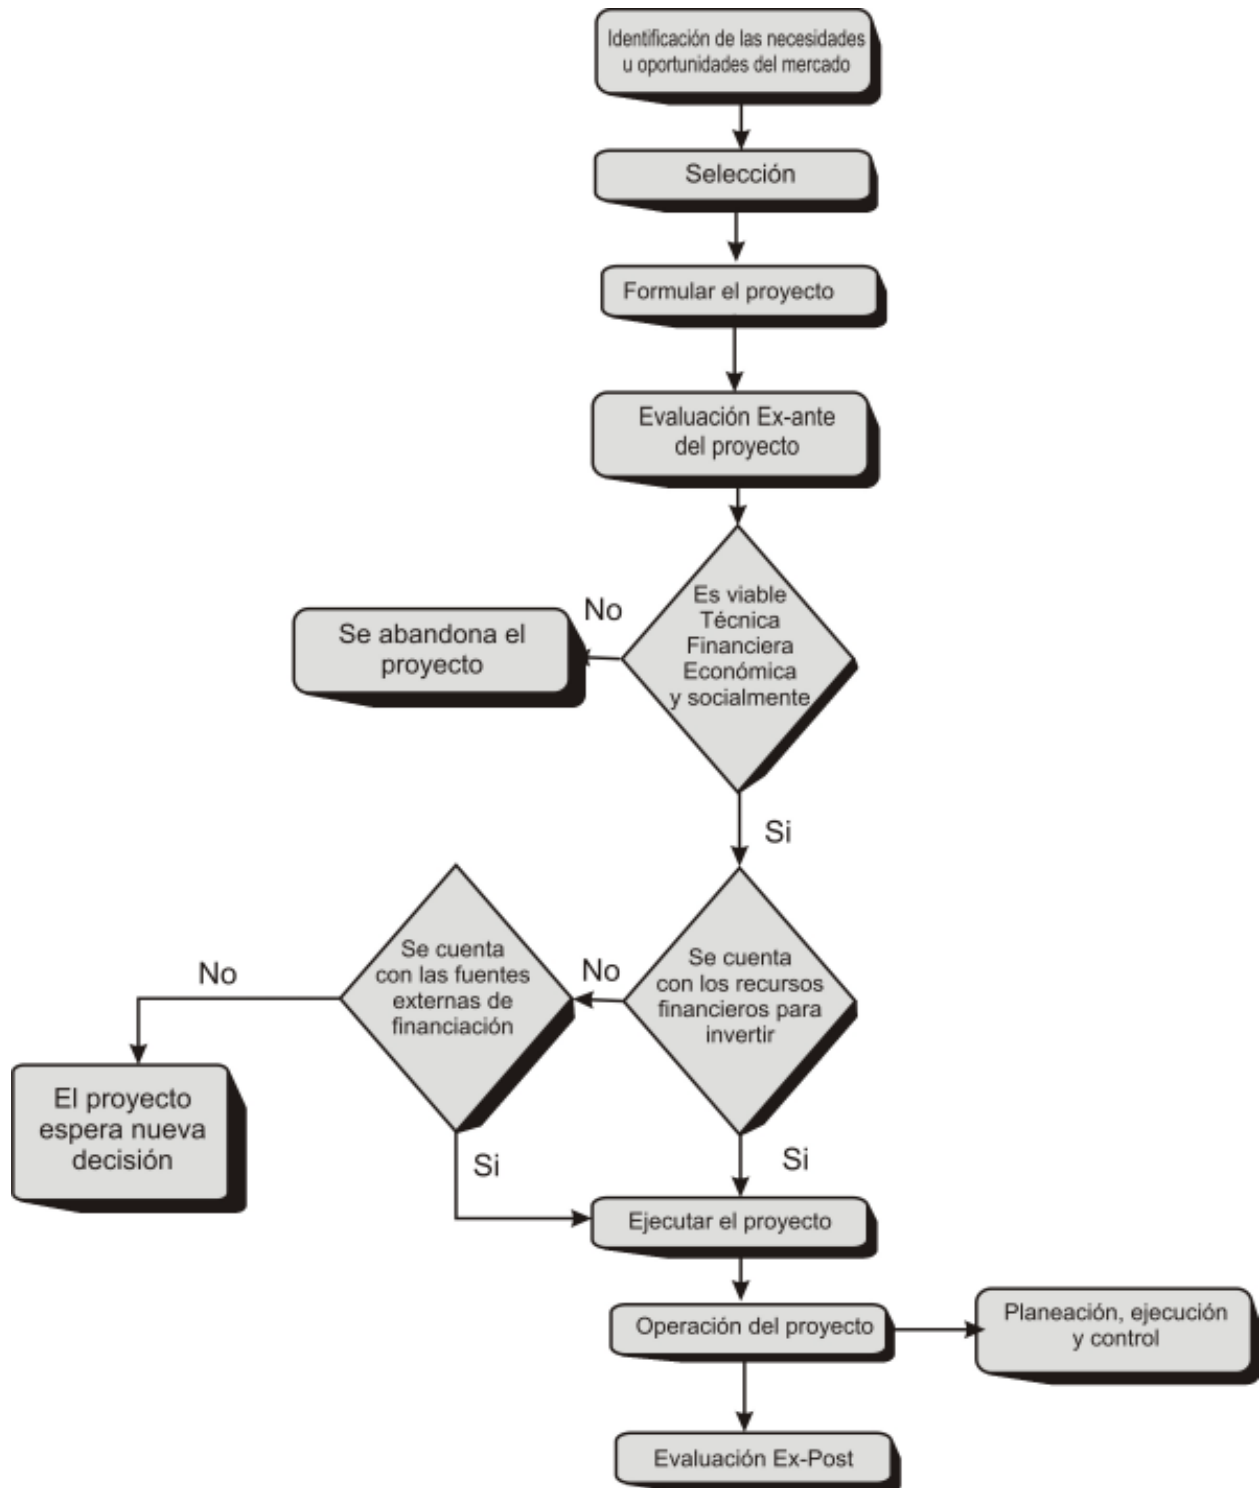 Identificación de las necesidades
u oportunidades del mercado
Selección
Formular el proyecto
Evaluación Ex-ante
del proyecto
Es viable
Técnica
Financiera
Económica
y socialmente
No
Se abandona el
proyecto
Si
Se cuenta
con los recursos
financieros para
invertir
No
Se cuenta
con las fuentes
externas de
financiación
No
El proyecto
espera nueva
decisión
Si
Si
Ejecutar el proyecto
Operación del proyecto
Planeación, ejecución
y control
Evaluación Ex-Post